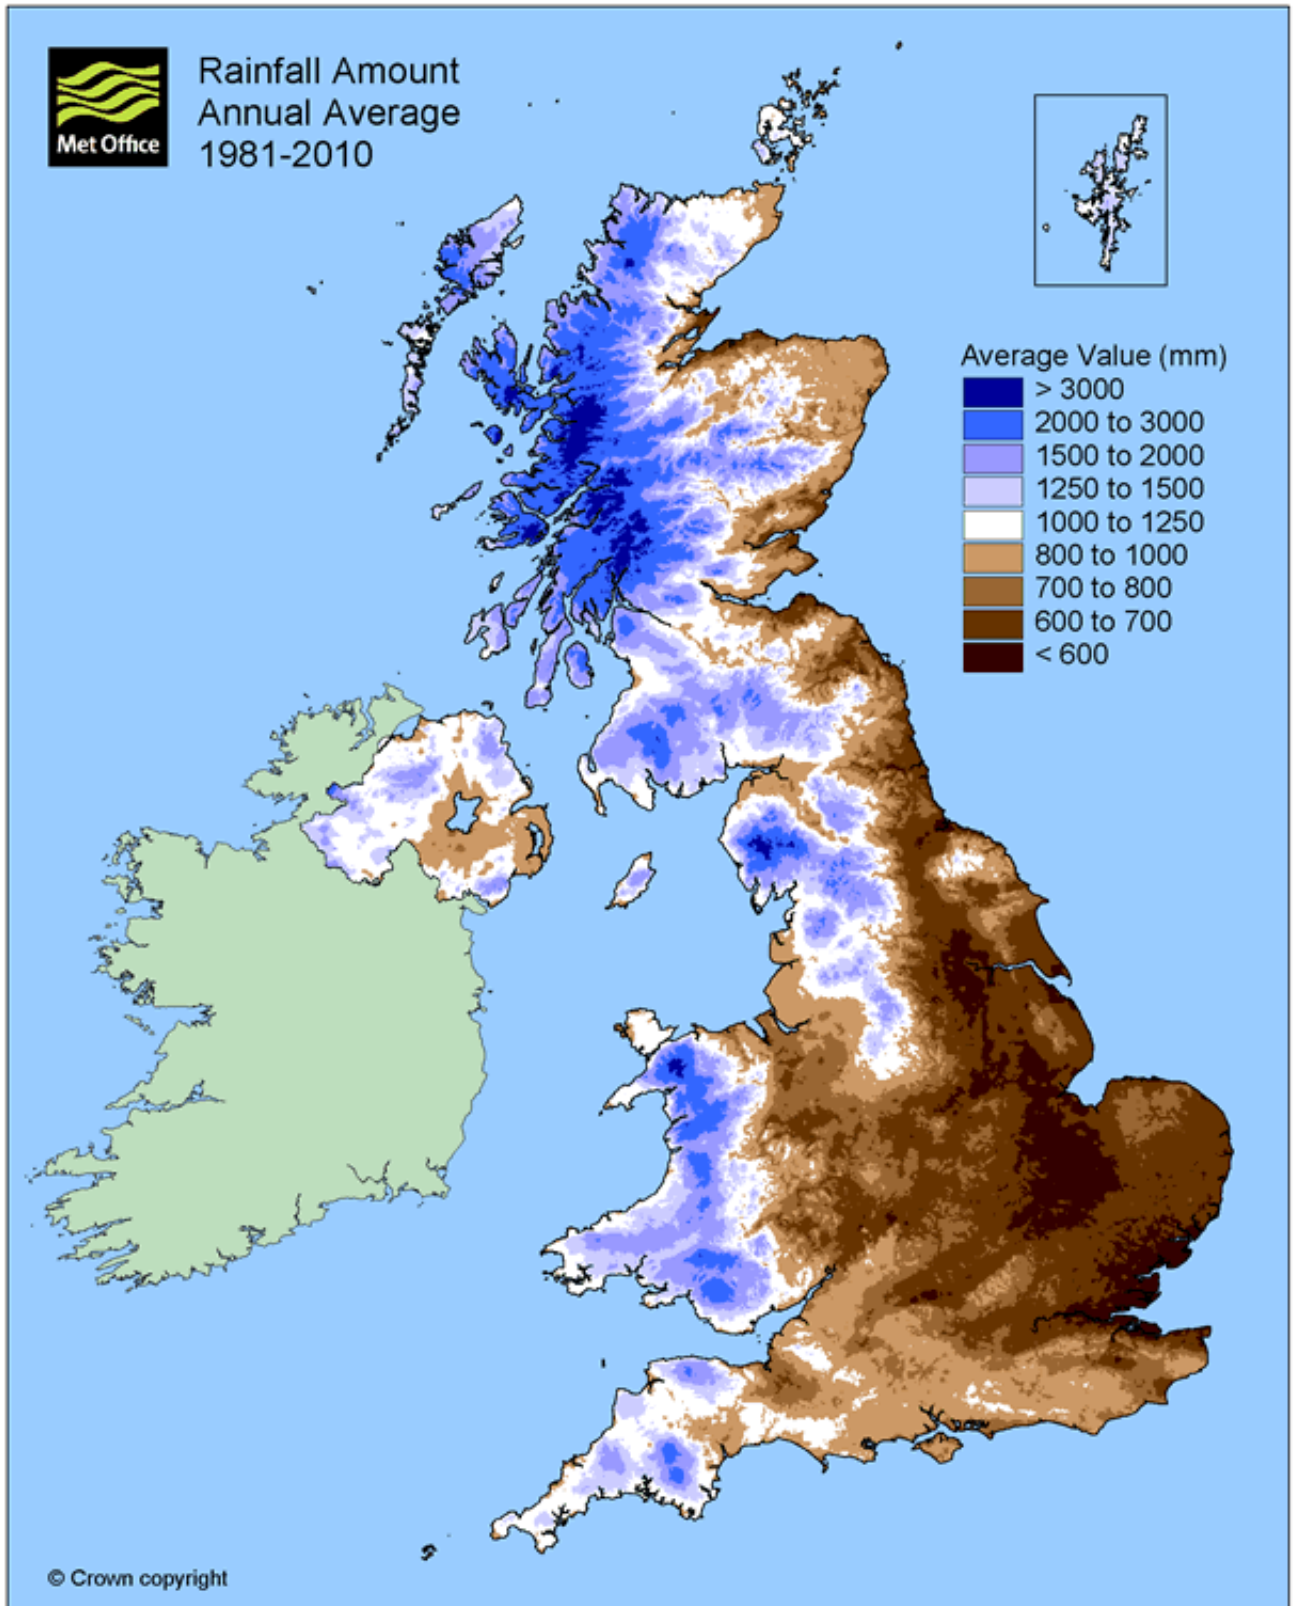 Rainfall Amount
Annual Average
1981-2010
Met Office
Average Value (mm)
> 3000
2000 to 3000
1500 to 2000
1250 to 1500
1000 to 1250
800 to 1000
700 to 800
600 to 700
< 600
© Crown copyright